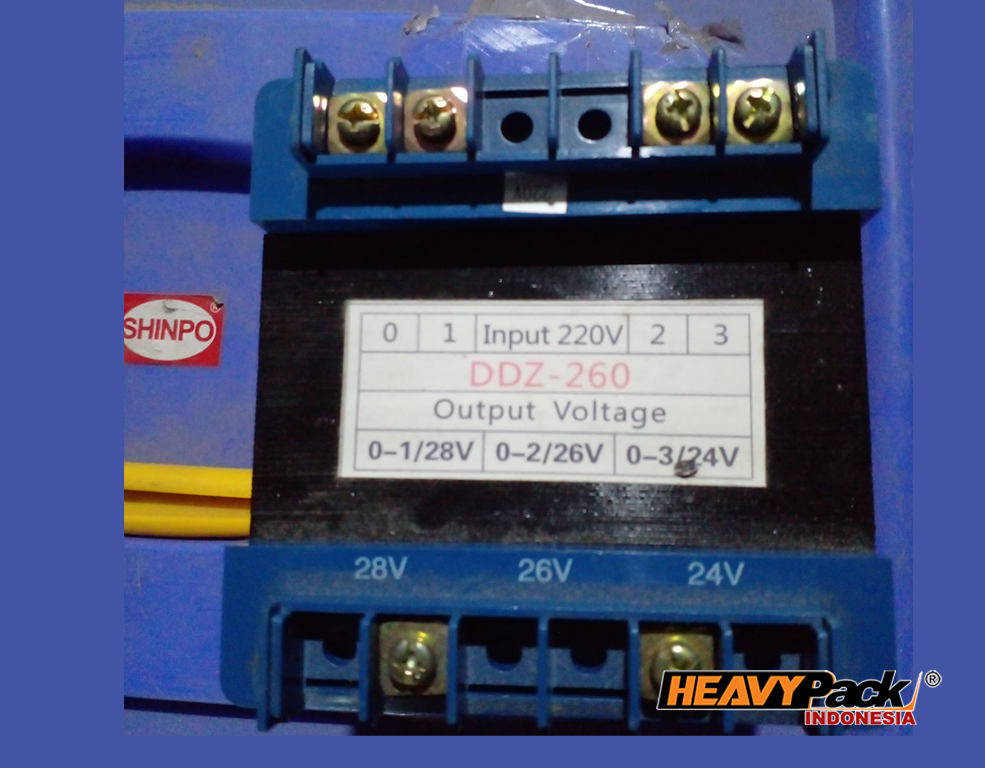 220V
SHINPO®
0 1 Input 220V 2 3
DDZ-260
Output Voltage
0-1/28V 0-2/26V 0-3/24V
28V 26V 24V
HEAVYPack®
INDONESIA